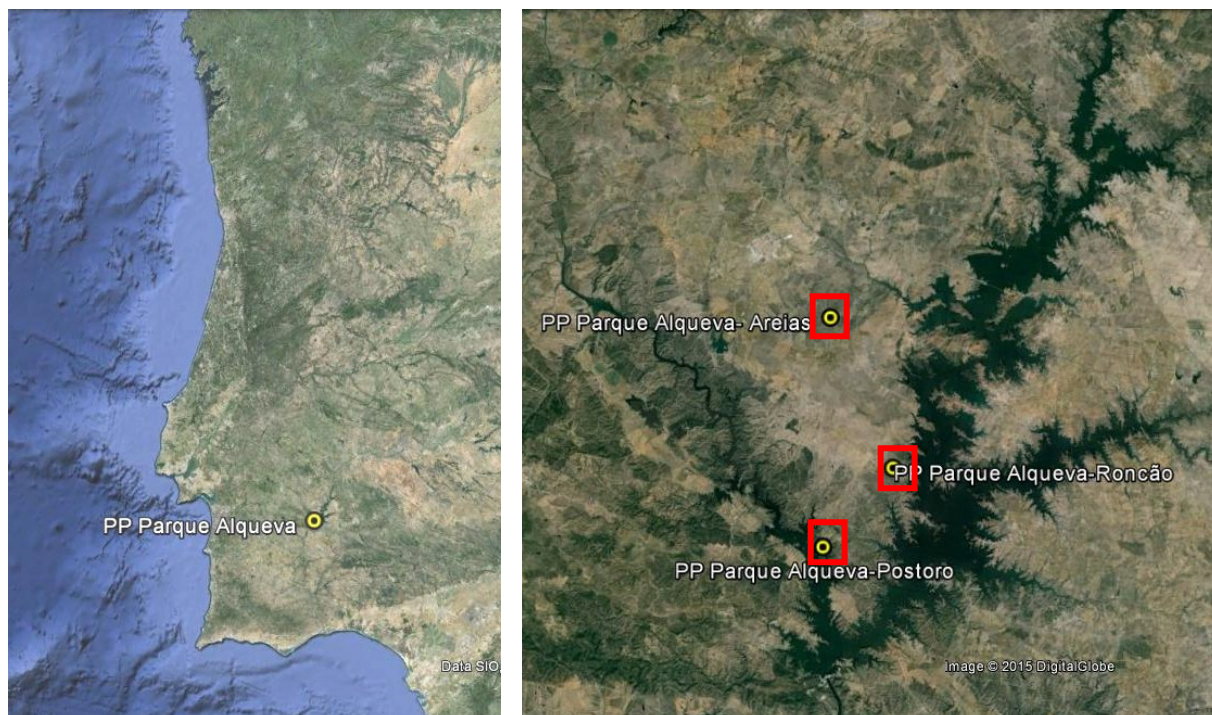 PP Parque Alqueva
Data SIO,
PP Parque Alqueva- Areias
PP Parque Alqueva-Roncão
PP Parque Alqueva-Postoro
Image © 2015 DigitalGlobe